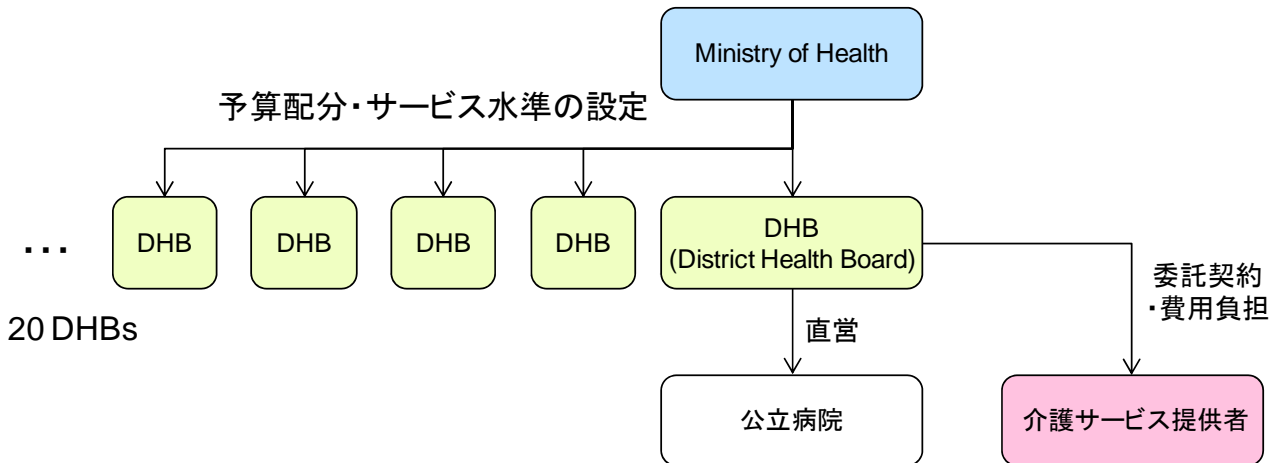 Ministry of Health
予算配分・サービス水準の設定
...
DHB
DHB
DHB
DHB
DHB
(District Health Board)
20 DHBs
直営
委託契約
・費用負担
公立病院
介護サービス提供者